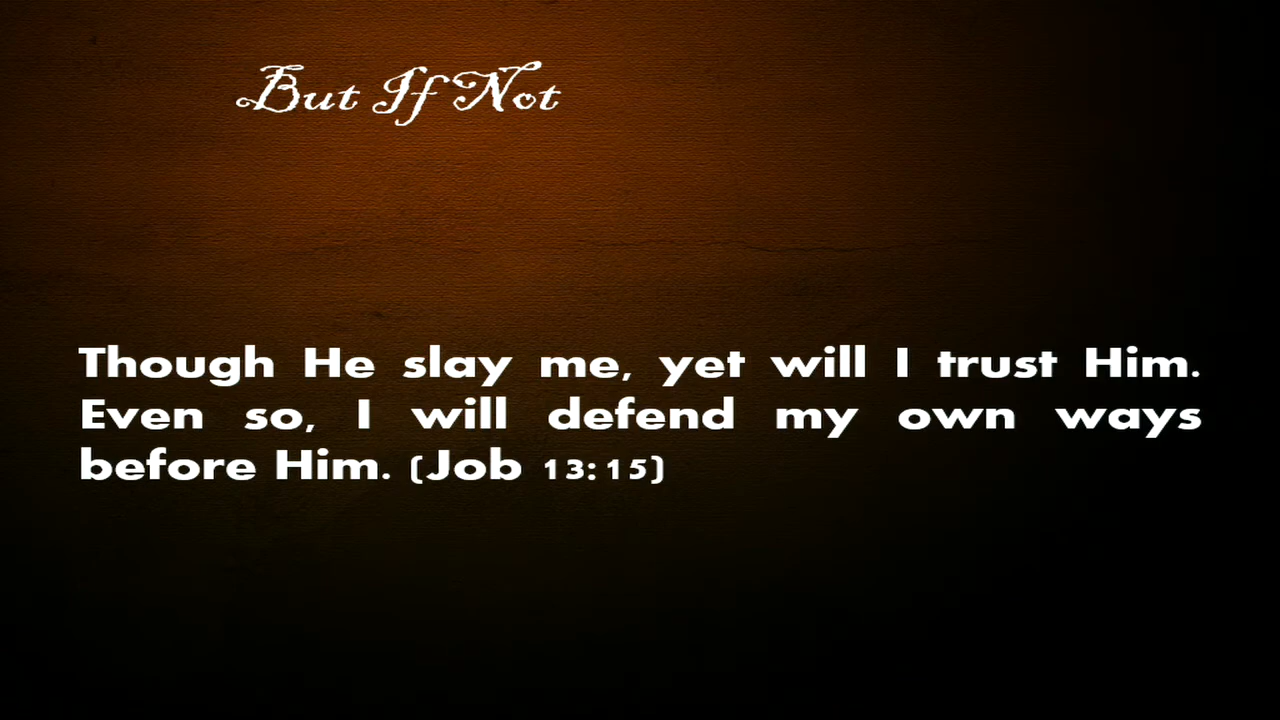 But If Not
Though He slay me, yet will I trust Him.
Even so, I will defend my own ways
before Him. (Job 13:15)